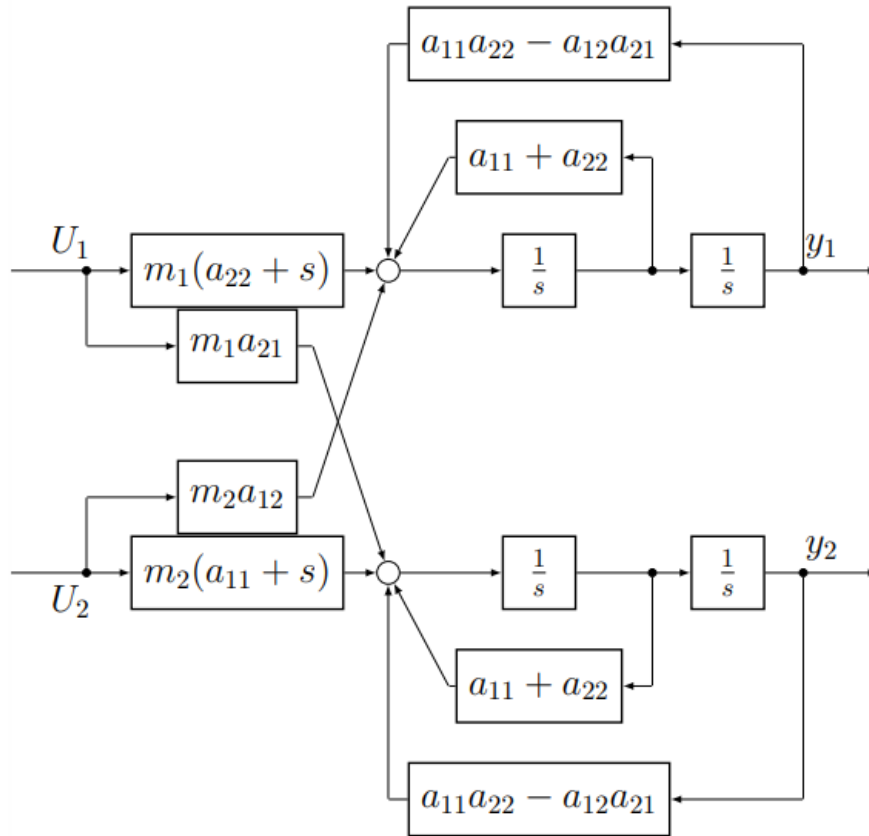 a₁₁a₂₂ − a₁₂a₂₁
a₁₁ + a₂₂
U₁
m₁(a₂₂ + s)
1/s
1/s
y₁
m₁a₂₁
m₂a₁₂
U₂
m₂(a₁₁ + s)
1/s
1/s
y₂
a₁₁ + a₂₂
a₁₁a₂₂ − a₁₂a₂₁